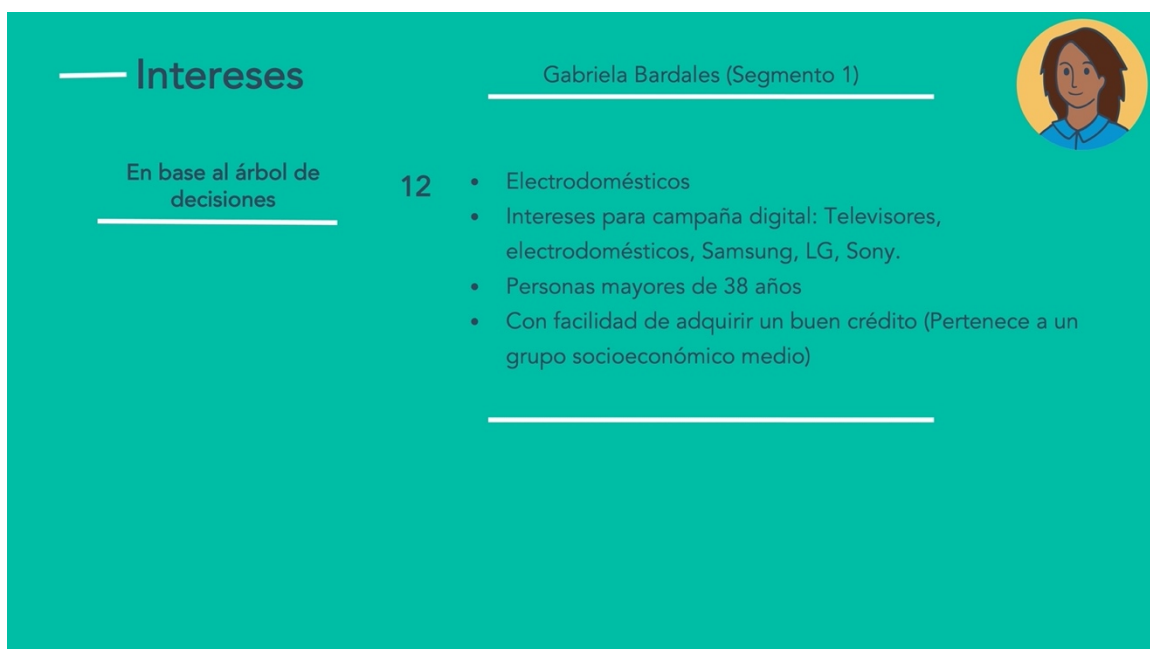 Intereses
Gabriela Bardales (Segmento 1)
En base al árbol de
decisiones
12
• Electrodomésticos
• Intereses para campaña digital: Televisores,
electrodomésticos, Samsung, LG, Sony.
• Personas mayores de 38 años
• Con facilidad de adquirir un buen crédito (Pertenece a un
grupo socioeconómico medio)